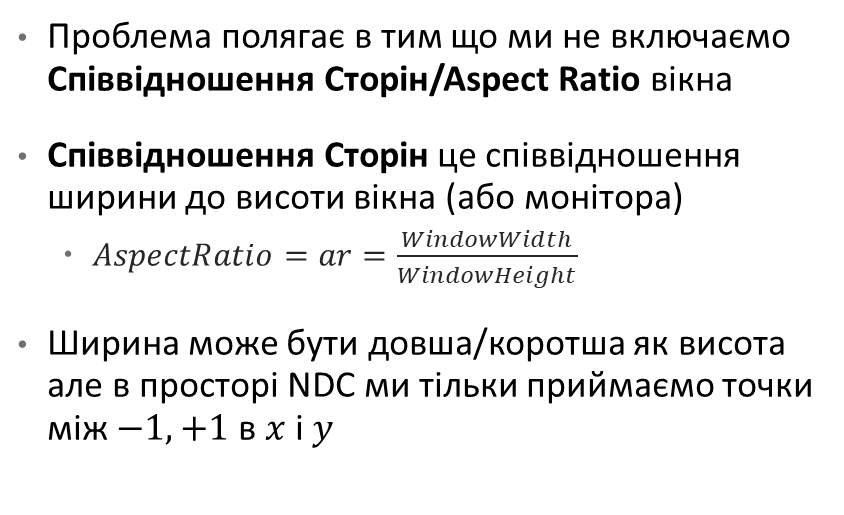 • Проблема полягає в тим що ми не включаємо
Співвідношення Сторін/Aspect Ratio вікна
• Співвідношення Сторін це співвідношення
ширини до висоти вікна (або монітора)
• AspectRatio = ar = WindowWidth / WindowHeight
• Ширина може бути довша/коротша як висота
але в просторі NDC ми тільки приймаємо точки
між −1, +1 в x і y